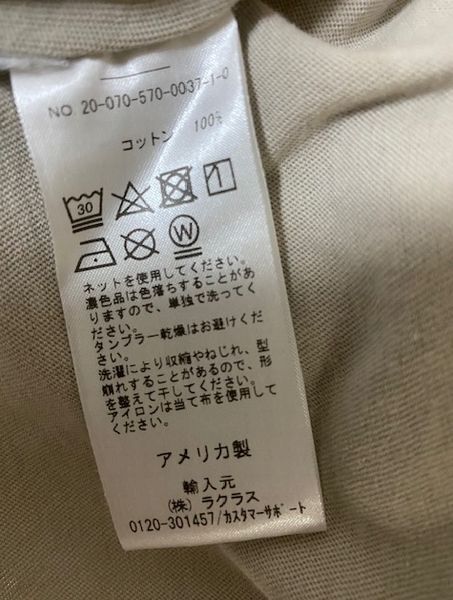 NO. 20-070-570-0037-1-0
コットン 100%
30
W
ネットを使用してください。
濃色品は色落ちすることがあ
りますので、単独で洗ってく
ださい。
タンブラー乾燥はお避けくだ
さい。
洗濯により収縮やねじれ、型
崩れすることがあるので、形
を整えて干してください。
アイロンは当て布を使用して
ください。
アメリカ製
輸入元
(株) ラクラス
0120-301457/カスタマーサポート